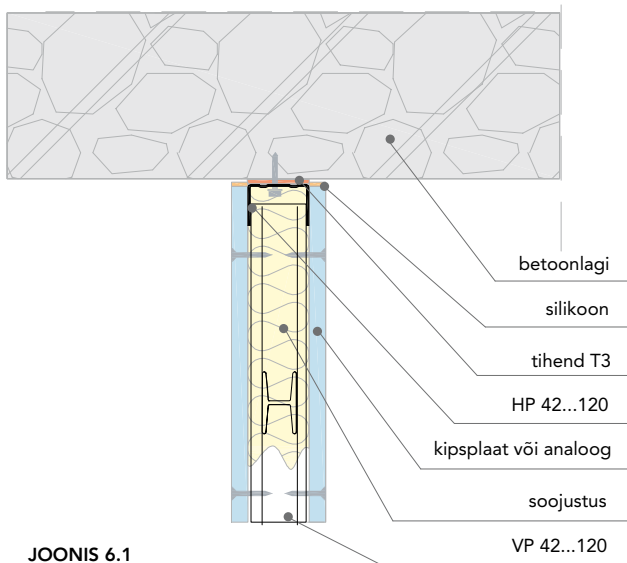 betoonlagi
silikoon
tihend T3
HP 42...120
kipsplaat või analoog
soojustus
VP 42...120
JOONIS 6.1